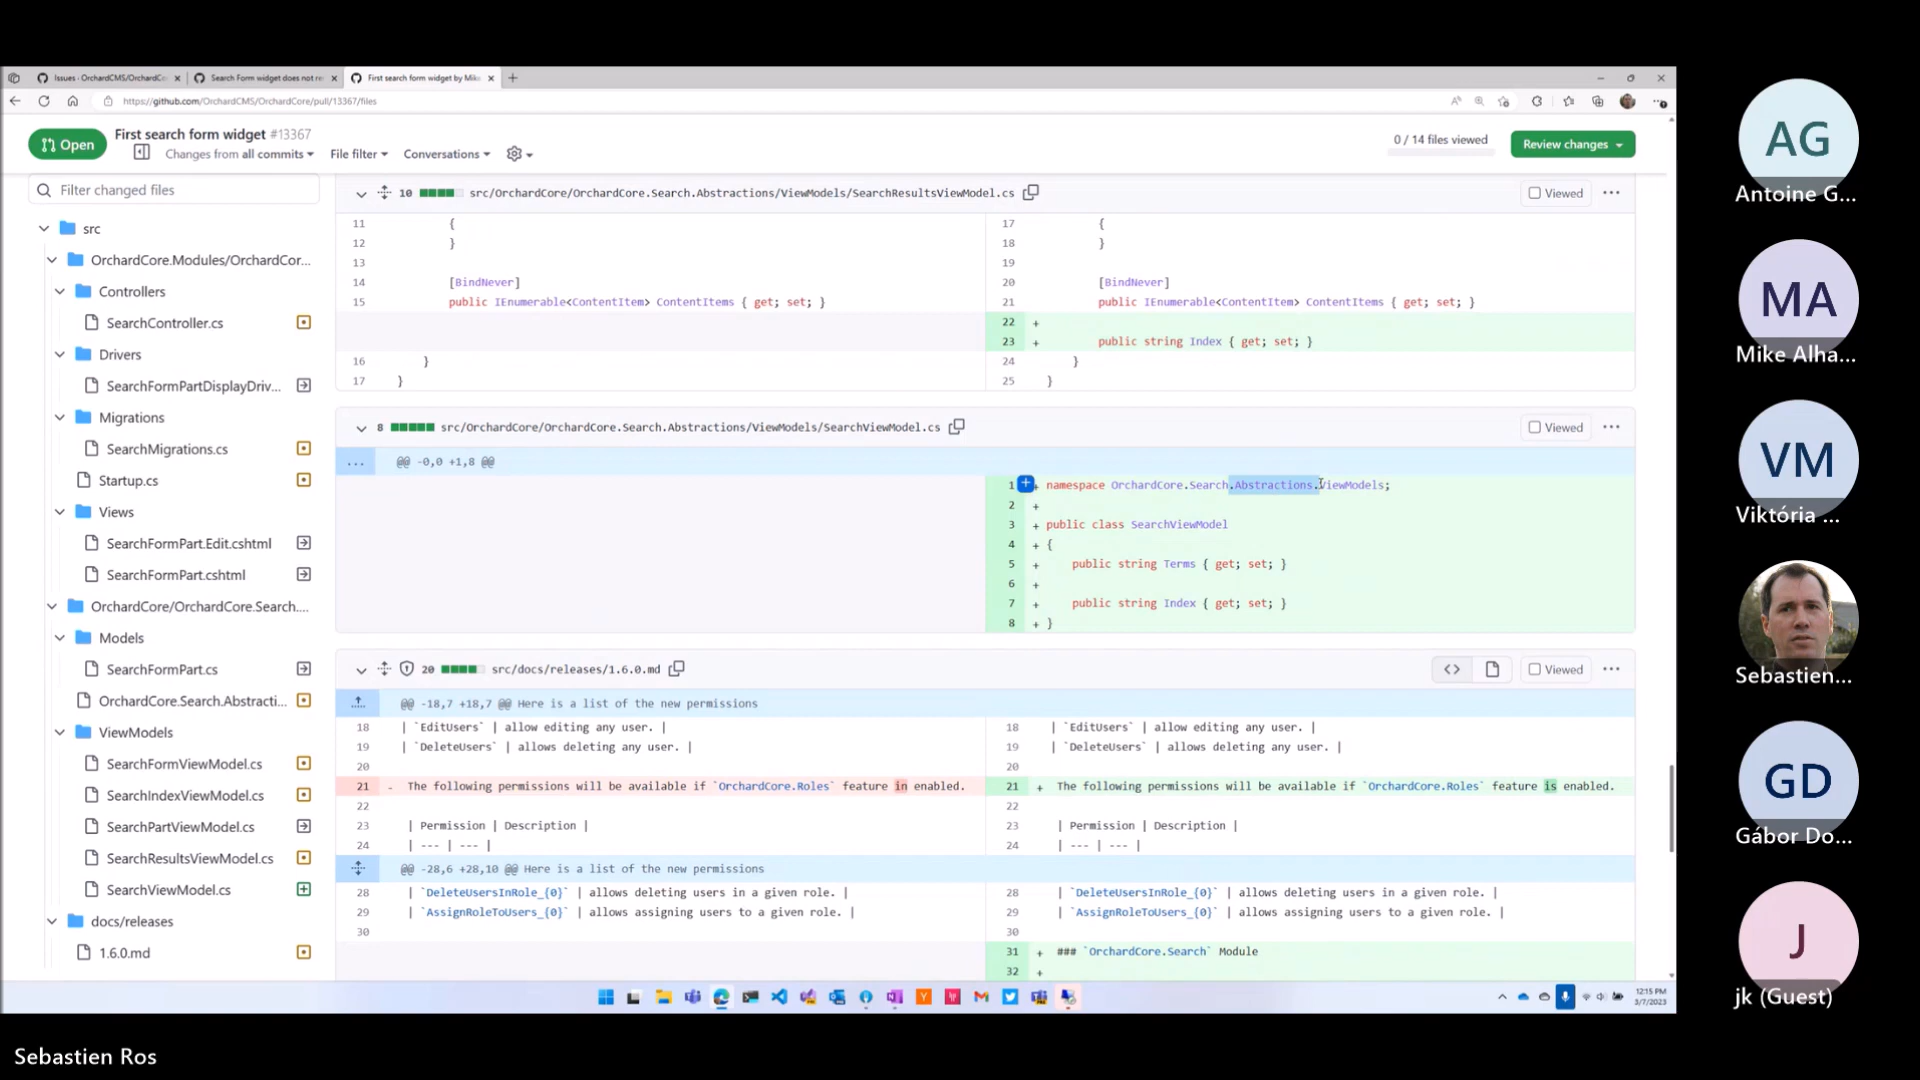 Issues · OrchardCMS/OrchardCo
Search Form widget does not re
First search form widget by Mik
https://github.com/OrchardCMS/OrchardCore/pull/13367/files
Open
First search form widget #13367
Changes from all commits
File filter
Conversations
0 / 14 files viewed
Review changes
Filter changed files
src
OrchardCore.Modules/OrchardCor...
Controllers
SearchController.cs
Drivers
SearchFormPartDisplayDriv...
Migrations
SearchMigrations.cs
Startup.cs
Views
SearchFormPart.Edit.cshtml
SearchFormPart.cshtml
OrchardCore/OrchardCore.Search....
Models
SearchFormPart.cs
OrchardCore.Search.Abstracti...
ViewModels
SearchFormViewModel.cs
SearchIndexViewModel.cs
SearchPartViewModel.cs
SearchResultsViewModel.cs
SearchViewModel.cs
docs/releases
1.6.0.md
10 src/OrchardCore/OrchardCore.Search.Abstractions/ViewModels/SearchResultsViewModel.cs Viewed
11 { 17 {
12 } 18 }
13 19
14 [BindNever] 20 [BindNever]
15 public IEnumerable<ContentItem> ContentItems { get; set; } 21 public IEnumerable<ContentItem> ContentItems { get; set; }
22 +
23 + public string Index { get; set; }
16 } 24 }
17 } 25 }
8 src/OrchardCore/OrchardCore.Search.Abstractions/ViewModels/SearchViewModel.cs Viewed
... @@ -0,0 +1,8 @@
1 + namespace OrchardCore.Search.Abstractions.ViewModels;
2 +
3 + public class SearchViewModel
4 + {
5 + public string Terms { get; set; }
6 +
7 + public string Index { get; set; }
8 + }
20 src/docs/releases/1.6.0.md Viewed
@@ -18,7 +18,7 @@ Here is a list of the new permissions
18 | `EditUsers` | allow editing any user. | 18 | `EditUsers` | allow editing any user. |
19 | `DeleteUsers` | allows deleting any user. | 19 | `DeleteUsers` | allows deleting any user. |
20 20
21 - The following permissions will be available if `OrchardCore.Roles` feature in enabled. 21 + The following permissions will be available if `OrchardCore.Roles` feature is enabled.
22 22
23 | Permission | Description | 23 | Permission | Description |
24 | --- | --- | 24 | --- | --- |
@@ -28,6 +28,10 @@ Here is a list of the new permissions
28 | `DeleteUsersInRole_{0}` | allows deleting users in a given role. | 28 | `DeleteUsersInRole_{0}` | allows deleting users in a given role. |
29 | `AssignRoleToUsers_{0}` | allows assigning users to a given role. | 29 | `AssignRoleToUsers_{0}` | allows assigning users to a given role. |
30 30
31 + ### `OrchardCore.Search` Module
32 +
12:15 PM
3/7/2023
AG
Antoine G...
MA
Mike Alha...
VM
Viktória ...
Sebastien...
GD
Gábor Do...
J
jk (Guest)
Sebastien Ros